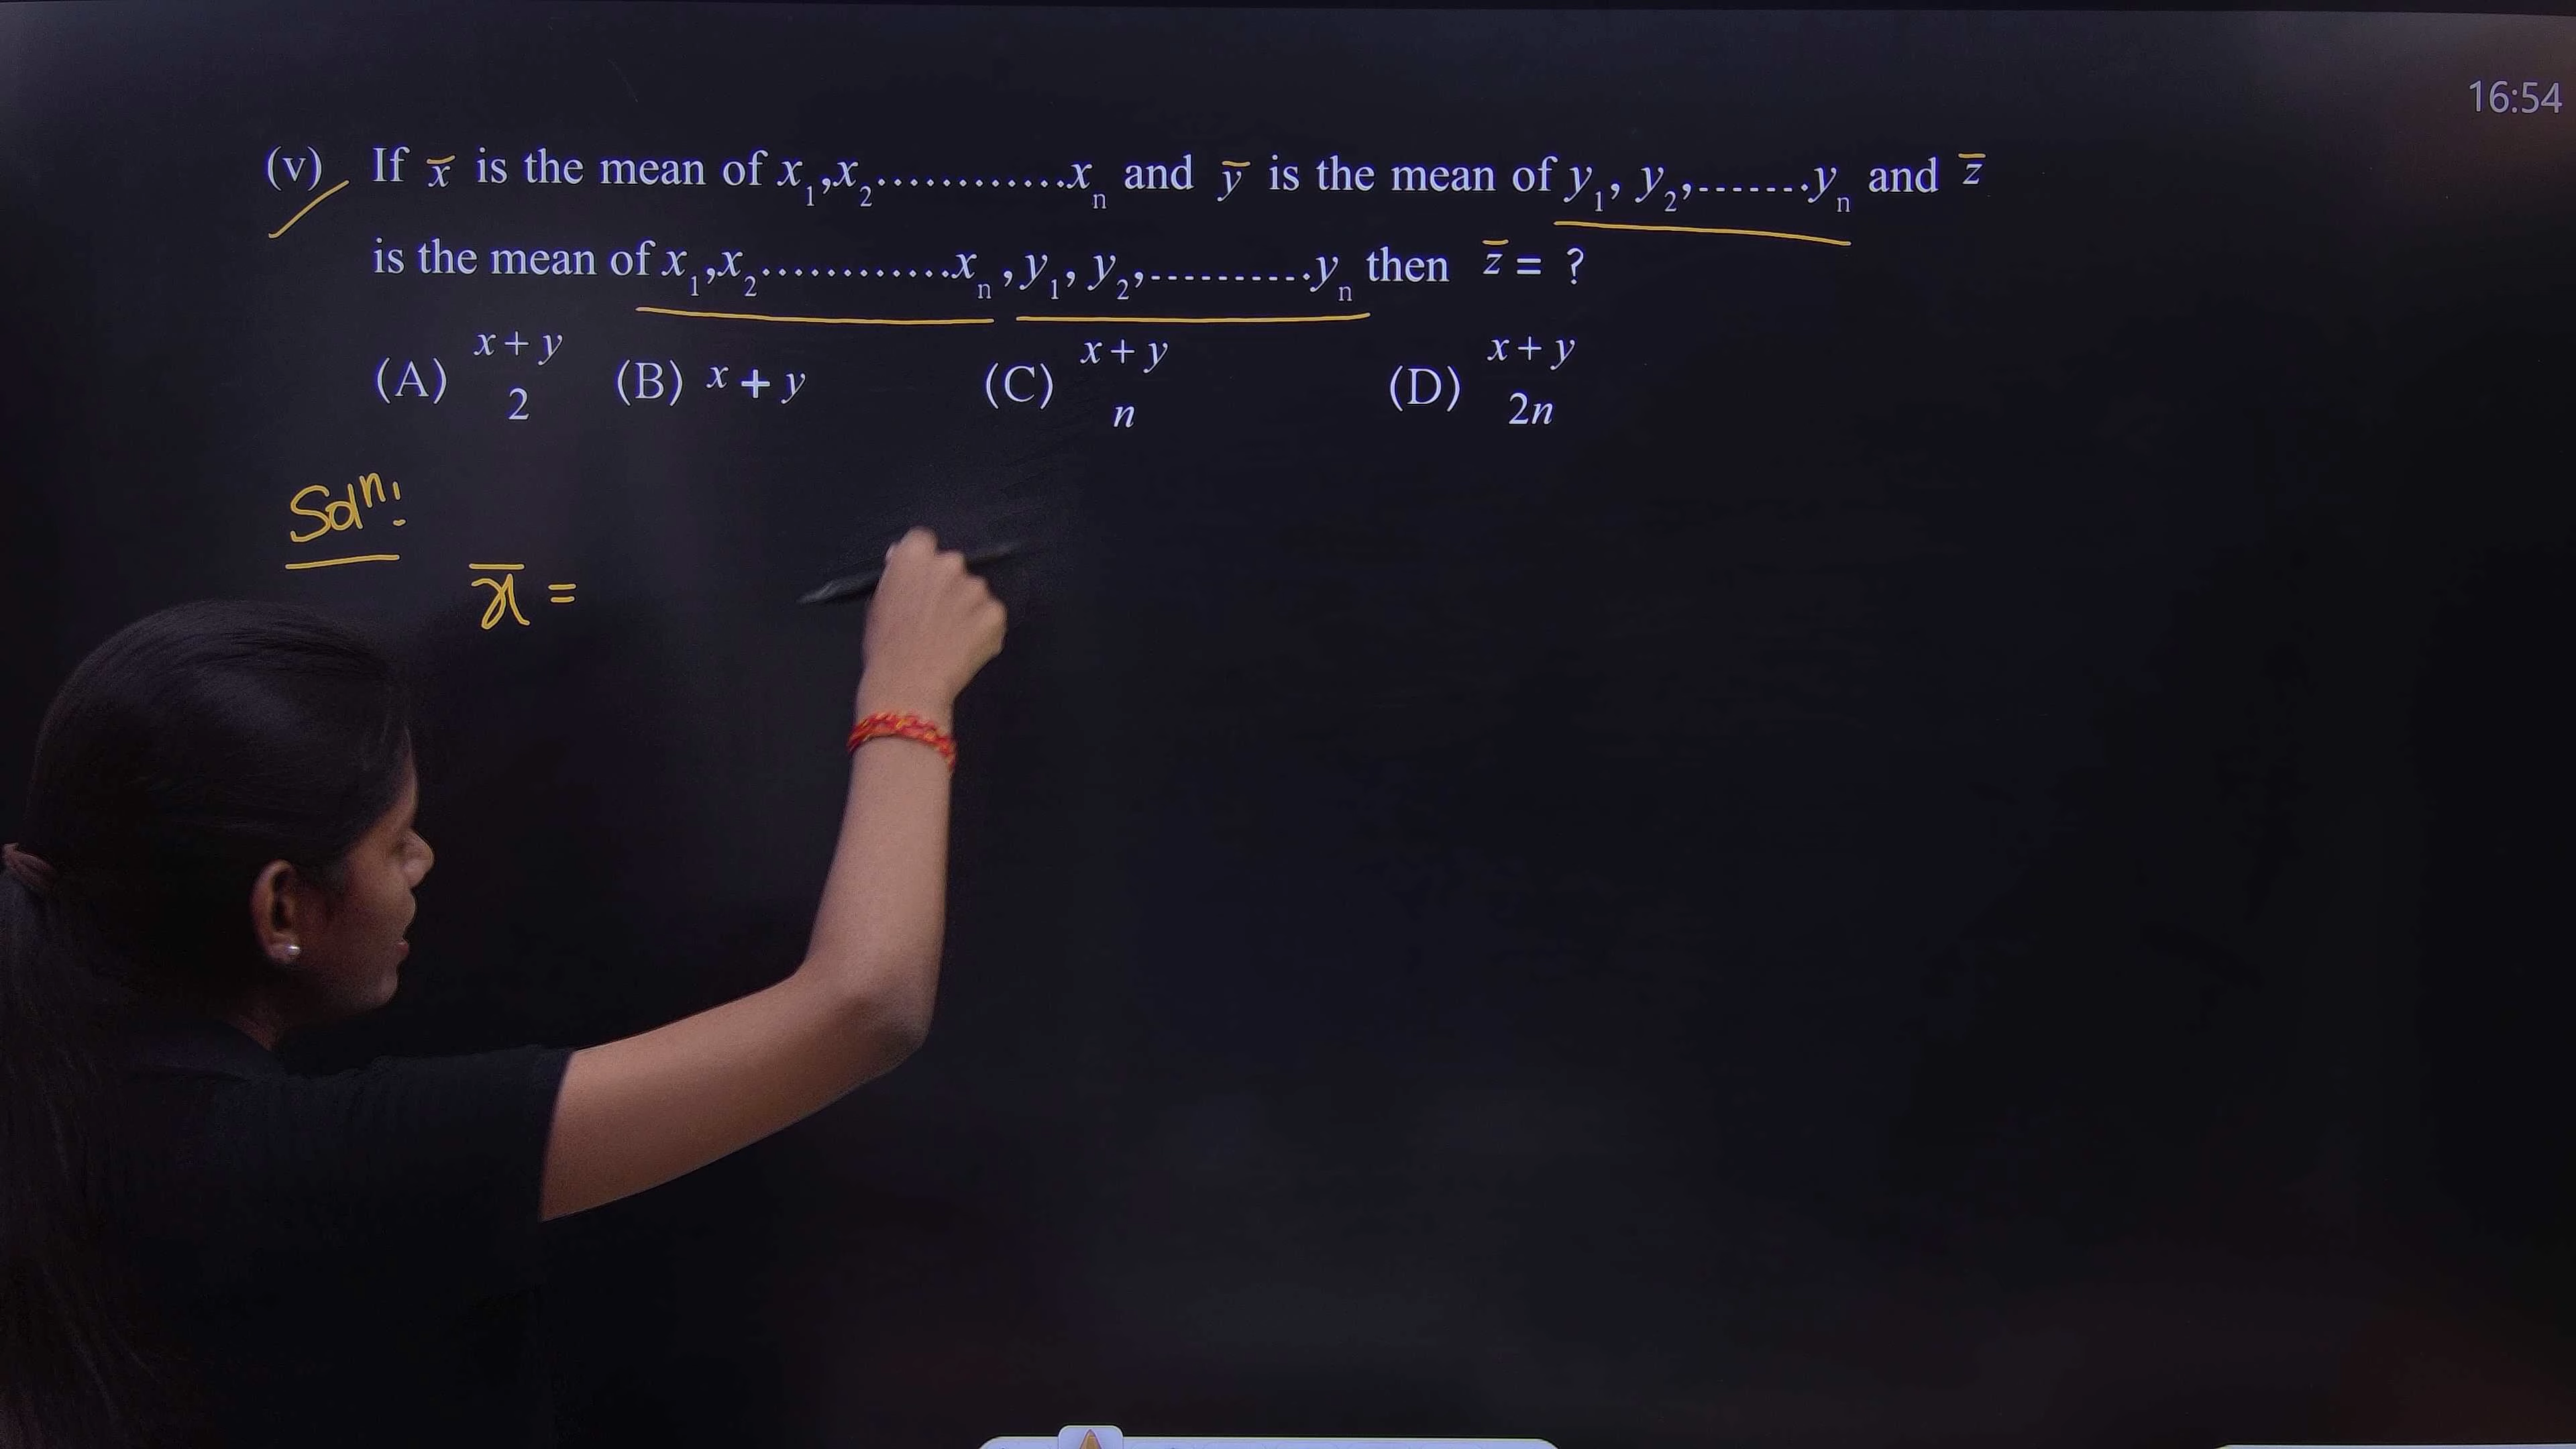 16:54
(v) If x̄ is the mean of x₁,x₂.............xₙ and ȳ is the mean of y₁, y₂,-------.yₙ and z̄
is the mean of x₁,x₂.............xₙ ,y₁, y₂,----------.yₙ then z̄ = ?
(A) x + y / 2 (B) x + y (C) x + y / n (D) x + y / 2n
Solⁿ:
x̄ =